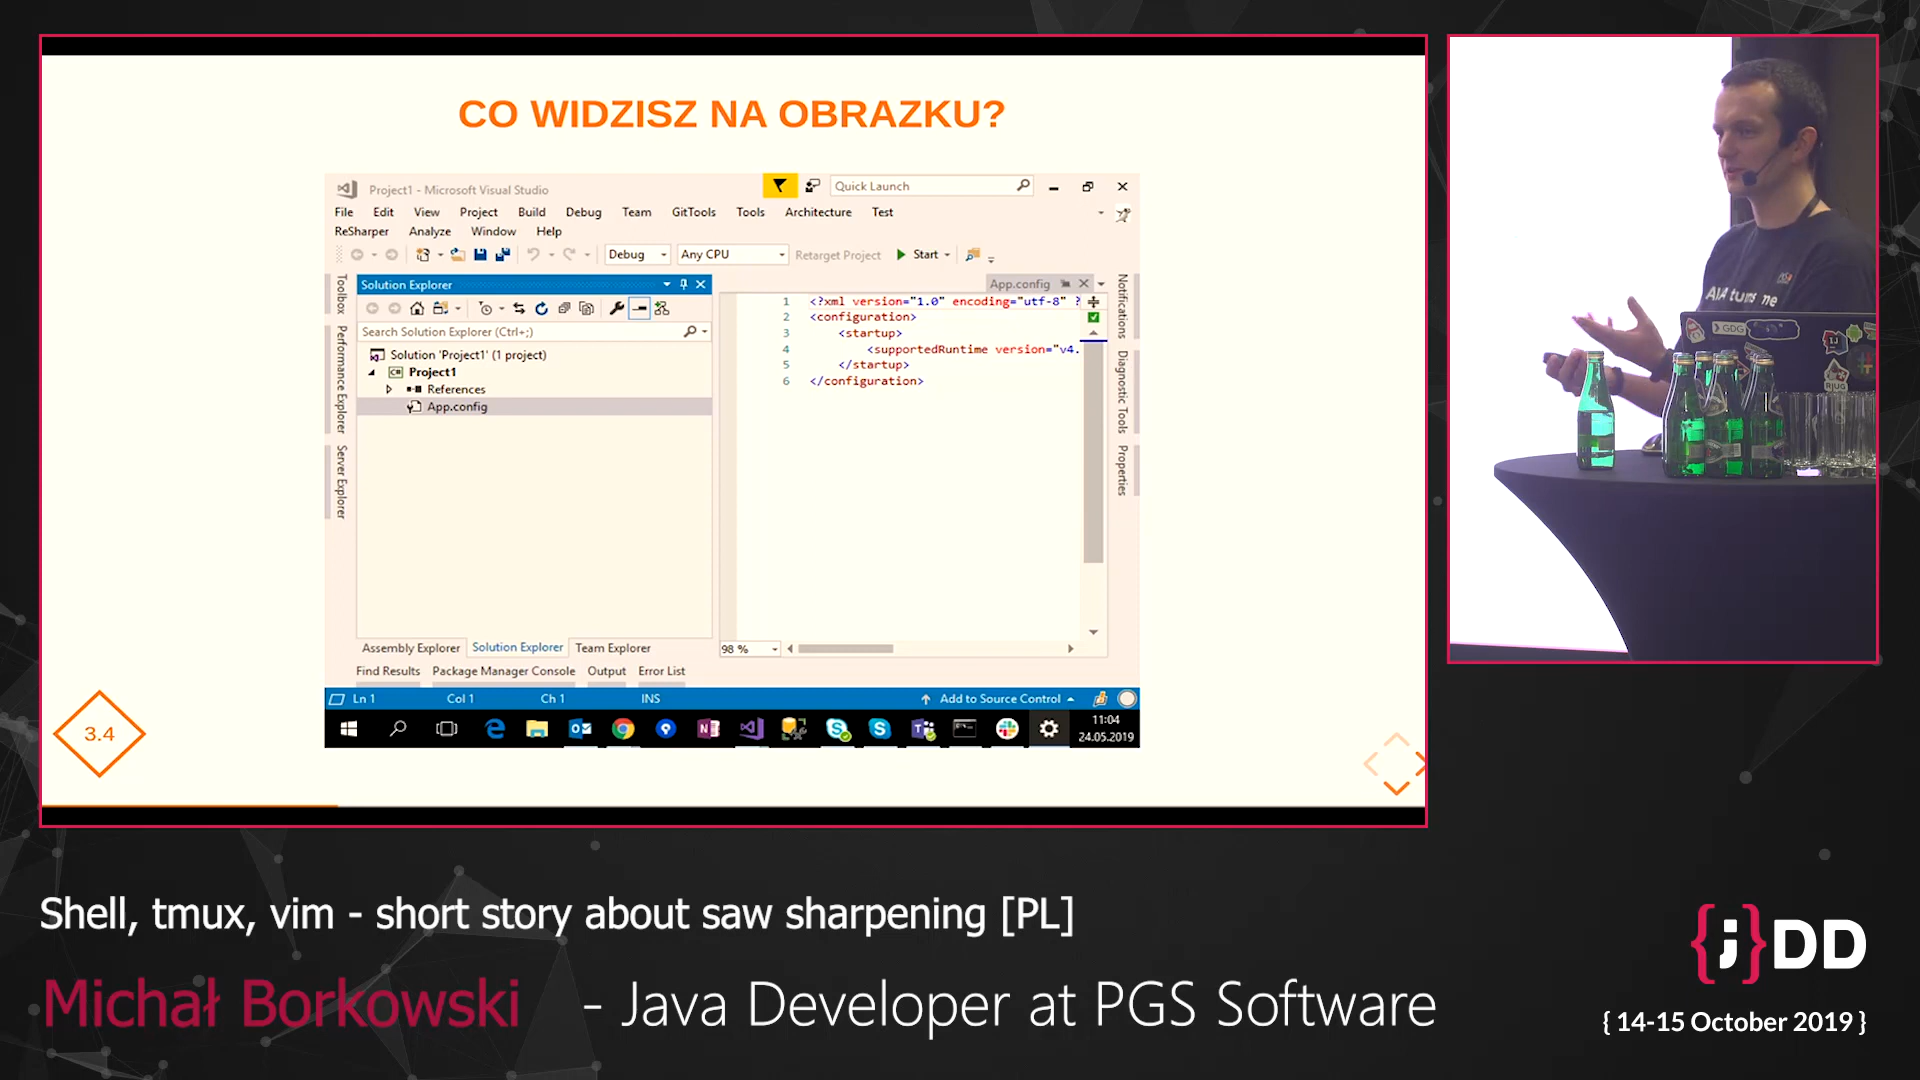 CO WIDZISZ NA OBRAZKU?
Project1 - Microsoft Visual Studio
Quick Launch
File Edit View Project Build Debug Team GitTools Tools Architecture Test
ReSharper Analyze Window Help
Debug Any CPU Retarget Project Start
Toolbox
Performance Explorer
Server Explorer
Solution Explorer
Search Solution Explorer (Ctrl+;)
Solution 'Project1' (1 project)
C# Project1
References
App.config
App.config
1 <?xml version="1.0" encoding="utf-8" ?
2 <configuration>
3 <startup>
4 <supportedRuntime version="v4.
5 </startup>
6 </configuration>
Notifications
Diagnostic Tools
Properties
98 %
Assembly Explorer Solution Explorer Team Explorer
Find Results Package Manager Console Output Error List
Ln 1 Col 1 Ch 1 INS Add to Source Control
11:04
24.05.2019
3.4
GDG
IJ
RJUG
Shell, tmux, vim - short story about saw sharpening [PL]
Michał Borkowski - Java Developer at PGS Software
{;}DD
{ 14-15 October 2019 }